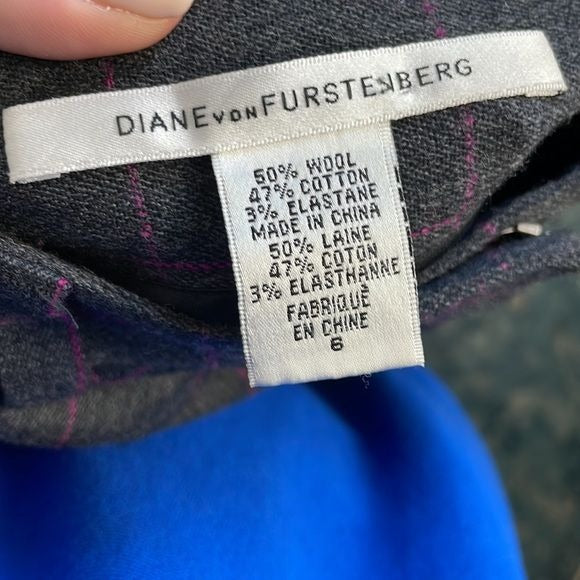 DIANE VON FURSTENBERG
50% WOOL
47% COTTON
3% ELASTANE
MADE IN CHINA
50% LAINE
47% COTON
3% ELASTHANNE
FABRIQUÉ
EN CHINE
6